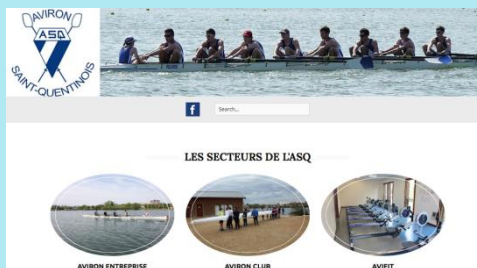 AVIRON
ASQ
SAINT-QUENTINOIS
f
Search...
LES SECTEURS DE L'ASQ
AVIRON ENTREPRISE
AVIRON CLUB
AVIFIT